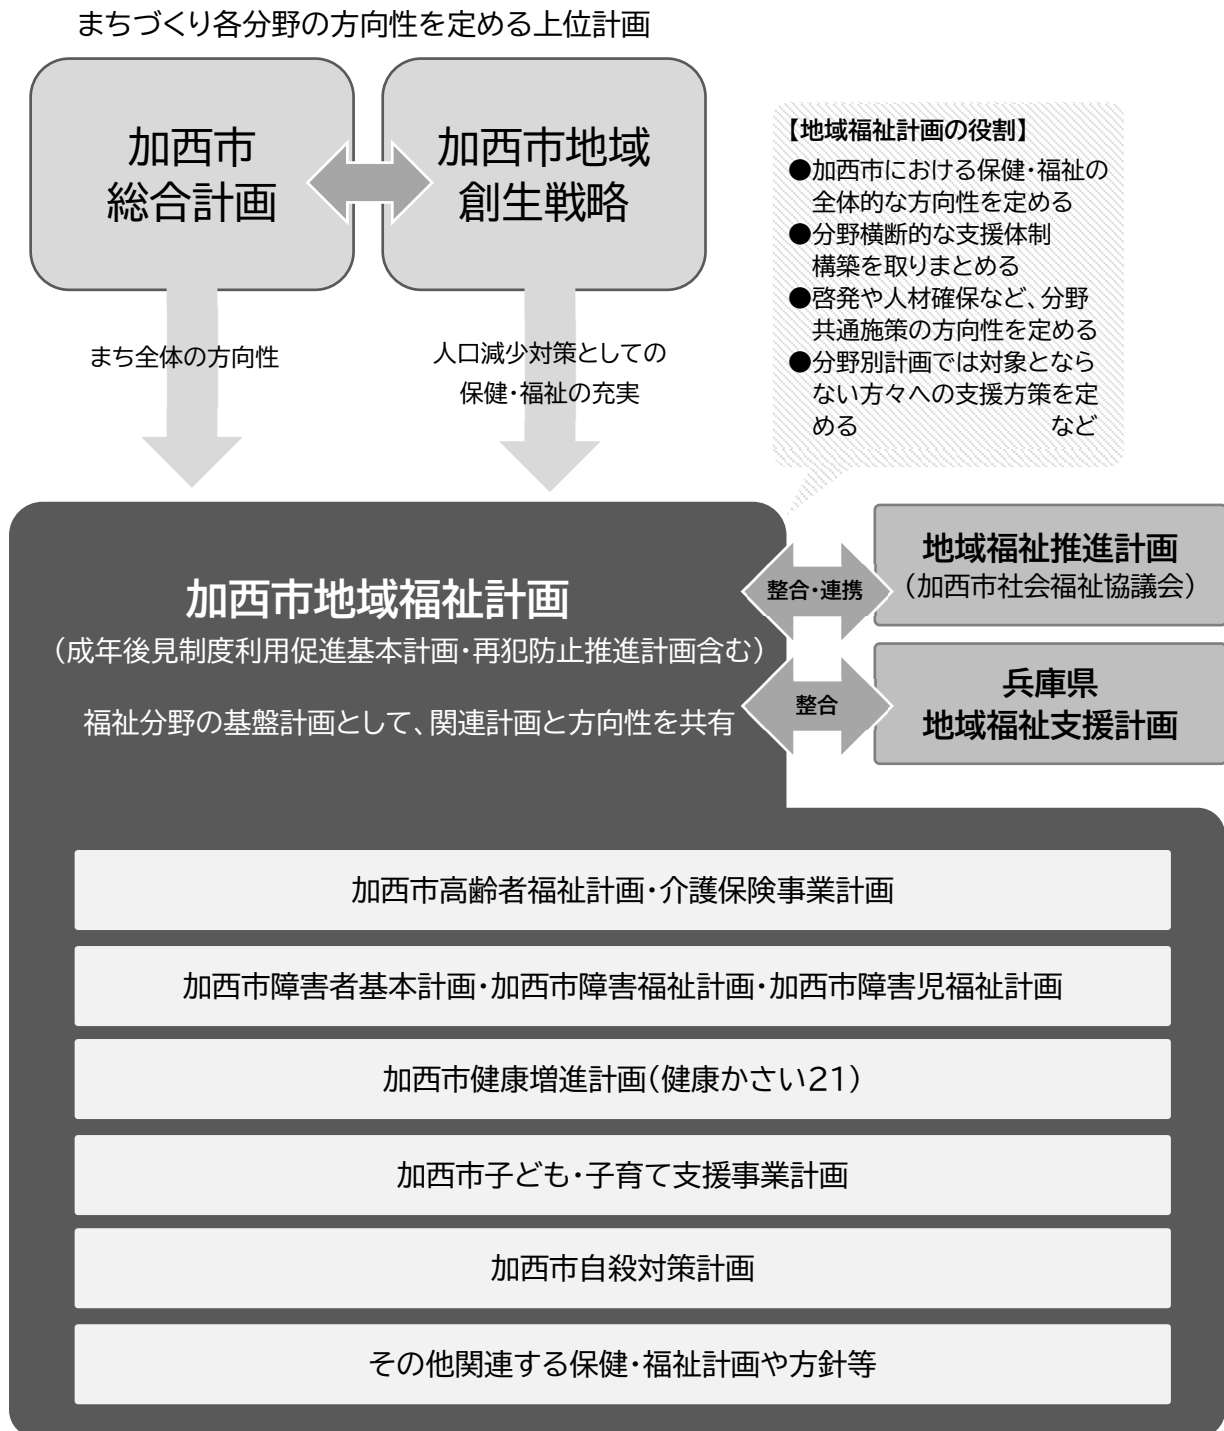 まちづくり各分野の方向性を定める上位計画
加西市
総合計画
加西市地域
創生戦略
まち全体の方向性
人口減少対策としての
保健・福祉の充実
【地域福祉計画の役割】
●加西市における保健・福祉の
全体的な方向性を定める
●分野横断的な支援体制
構築を取りまとめる
●啓発や人材確保など、分野
共通施策の方向性を定める
●分野別計画では対象となら
ない方々への支援方策を定
める など
加西市地域福祉計画
（成年後見制度利用促進基本計画・再犯防止推進計画含む）
福祉分野の基盤計画として、関連計画と方向性を共有
整合・連携
地域福祉推進計画
（加西市社会福祉協議会）
整合
兵庫県
地域福祉支援計画
加西市高齢者福祉計画・介護保険事業計画
加西市障害者基本計画・加西市障害福祉計画・加西市障害児福祉計画
加西市健康増進計画（健康かさい21）
加西市子ども・子育て支援事業計画
加西市自殺対策計画
その他関連する保健・福祉計画や方針等